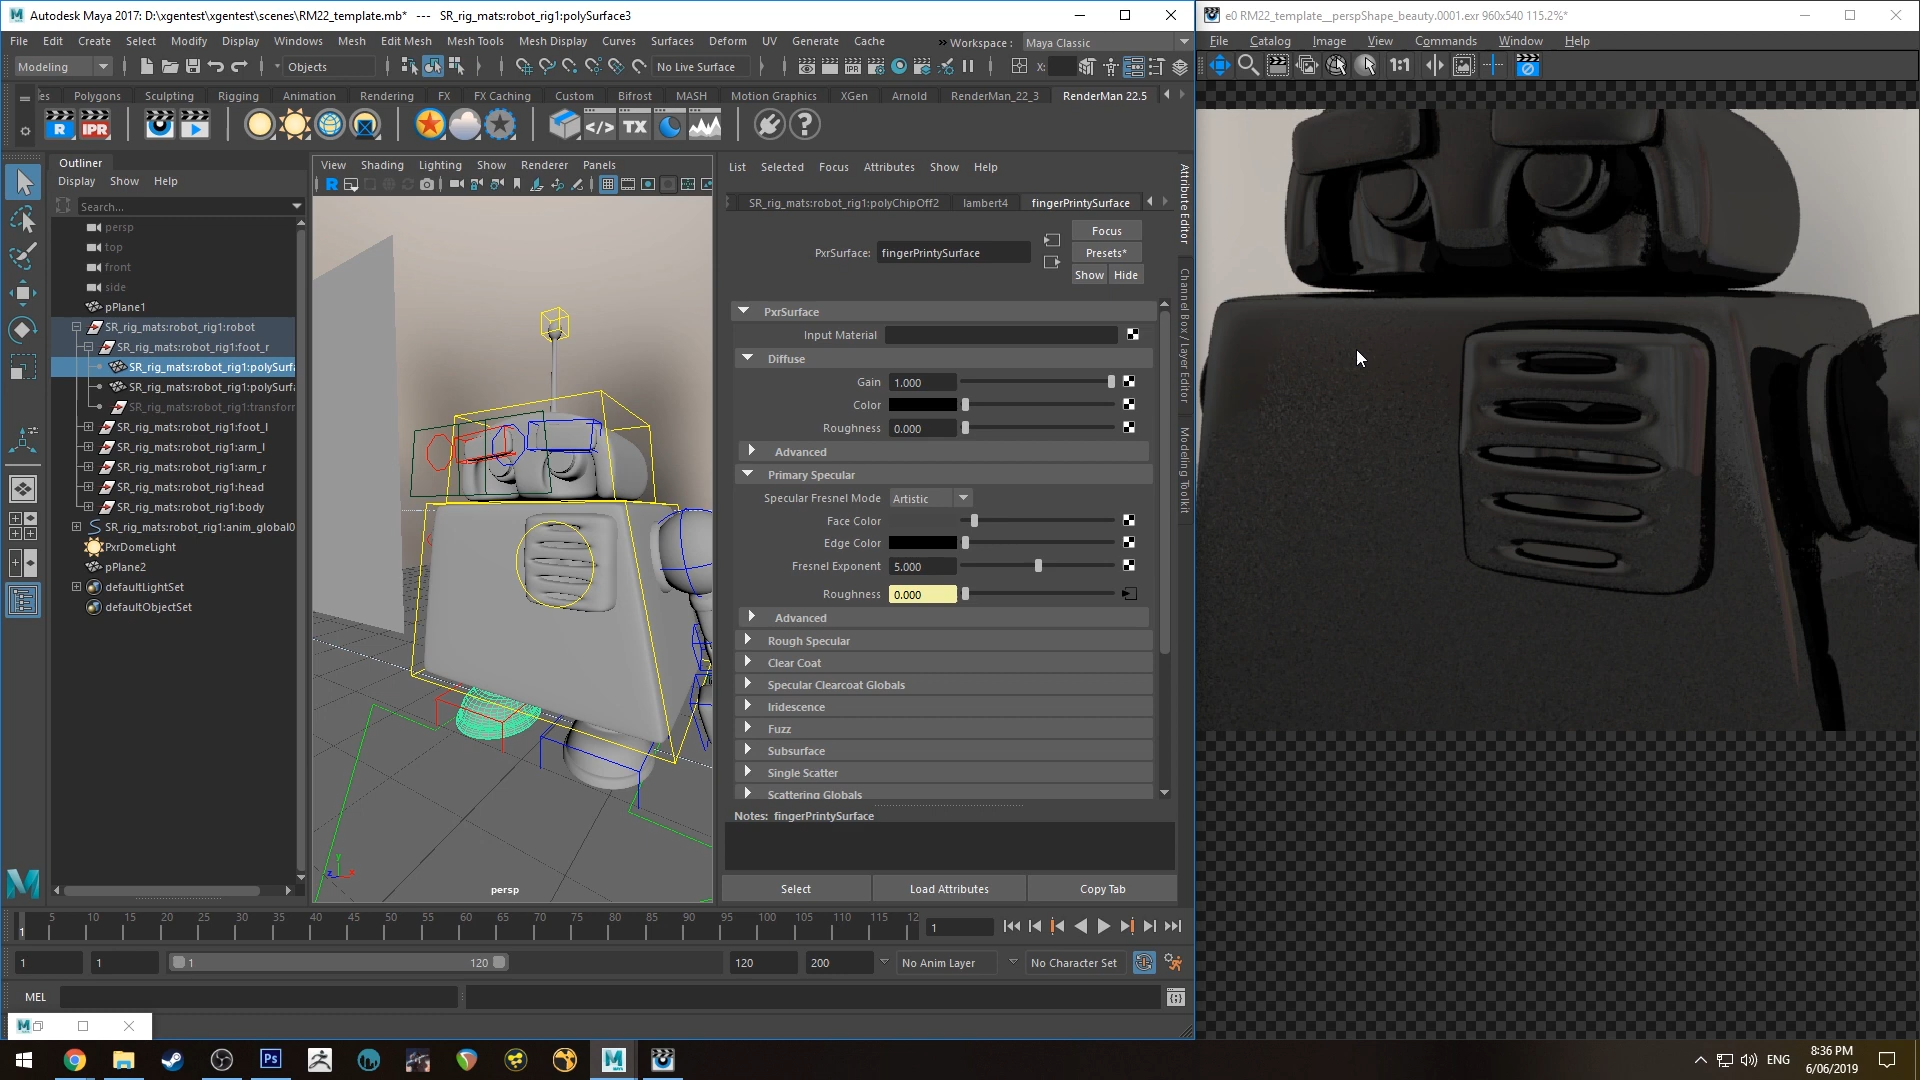 Autodesk Maya 2017: D:\xgentest\xgentest\scenes\RM22_template.mb* --- SR_rig_mats:robot_rig1:polySurface3
File Edit Create Select Modify Display Windows Mesh Edit Mesh Mesh Tools Mesh Display Curves Surfaces Deform UV Generate Cache » Workspace : Maya Classic
Modeling Objects No Live Surface X:
es Polygons Sculpting Rigging Animation Rendering FX FX Caching Custom Bifrost MASH Motion Graphics XGen Arnold RenderMan_22_3 RenderMan 22.5
R IPR </> TX ?
Outliner
Display Show Help
Search...
persp
top
front
side
pPlane1
SR_rig_mats:robot_rig1:robot
SR_rig_mats:robot_rig1:foot_r
SR_rig_mats:robot_rig1:polySurfa
SR_rig_mats:robot_rig1:polySurfa
SR_rig_mats:robot_rig1:transforr
SR_rig_mats:robot_rig1:foot_l
SR_rig_mats:robot_rig1:arm_l
SR_rig_mats:robot_rig1:arm_r
SR_rig_mats:robot_rig1:head
SR_rig_mats:robot_rig1:body
SR_rig_mats:robot_rig1:anim_global0
PxrDomeLight
pPlane2
defaultLightSet
defaultObjectSet
View Shading Lighting Show Renderer Panels
R
persp
y
z x
List Selected Focus Attributes Show Help
SR_rig_mats:robot_rig1:polyChipOff2 lambert4 fingerPrintySurface
Focus
PxrSurface: fingerPrintySurface Presets*
Show Hide
PxrSurface
Input Material
Diffuse
Gain 1.000
Color
Roughness 0.000
Advanced
Primary Specular
Specular Fresnel Mode Artistic
Face Color
Edge Color
Fresnel Exponent 5.000
Roughness 0.000
Advanced
Rough Specular
Clear Coat
Specular Clearcoat Globals
Iridescence
Fuzz
Subsurface
Single Scatter
Scattering Globals
Notes: fingerPrintySurface
Select Load Attributes Copy Tab
Attribute Editor
Channel Box / Layer Editor
Modeling Toolkit
5 10 15 20 25 30 35 40 45 50 55 60 65 70 75 80 85 90 95 100 105 110 115 12
1
1
1 1 1 120 120 200 No Anim Layer No Character Set
MEL
e0 RM22_template__perspShape_beauty.0001.exr 960x540 115.2%*
File Catalog Image View Commands Window Help
1:1
Ps
ENG
8:36 PM
6/06/2019